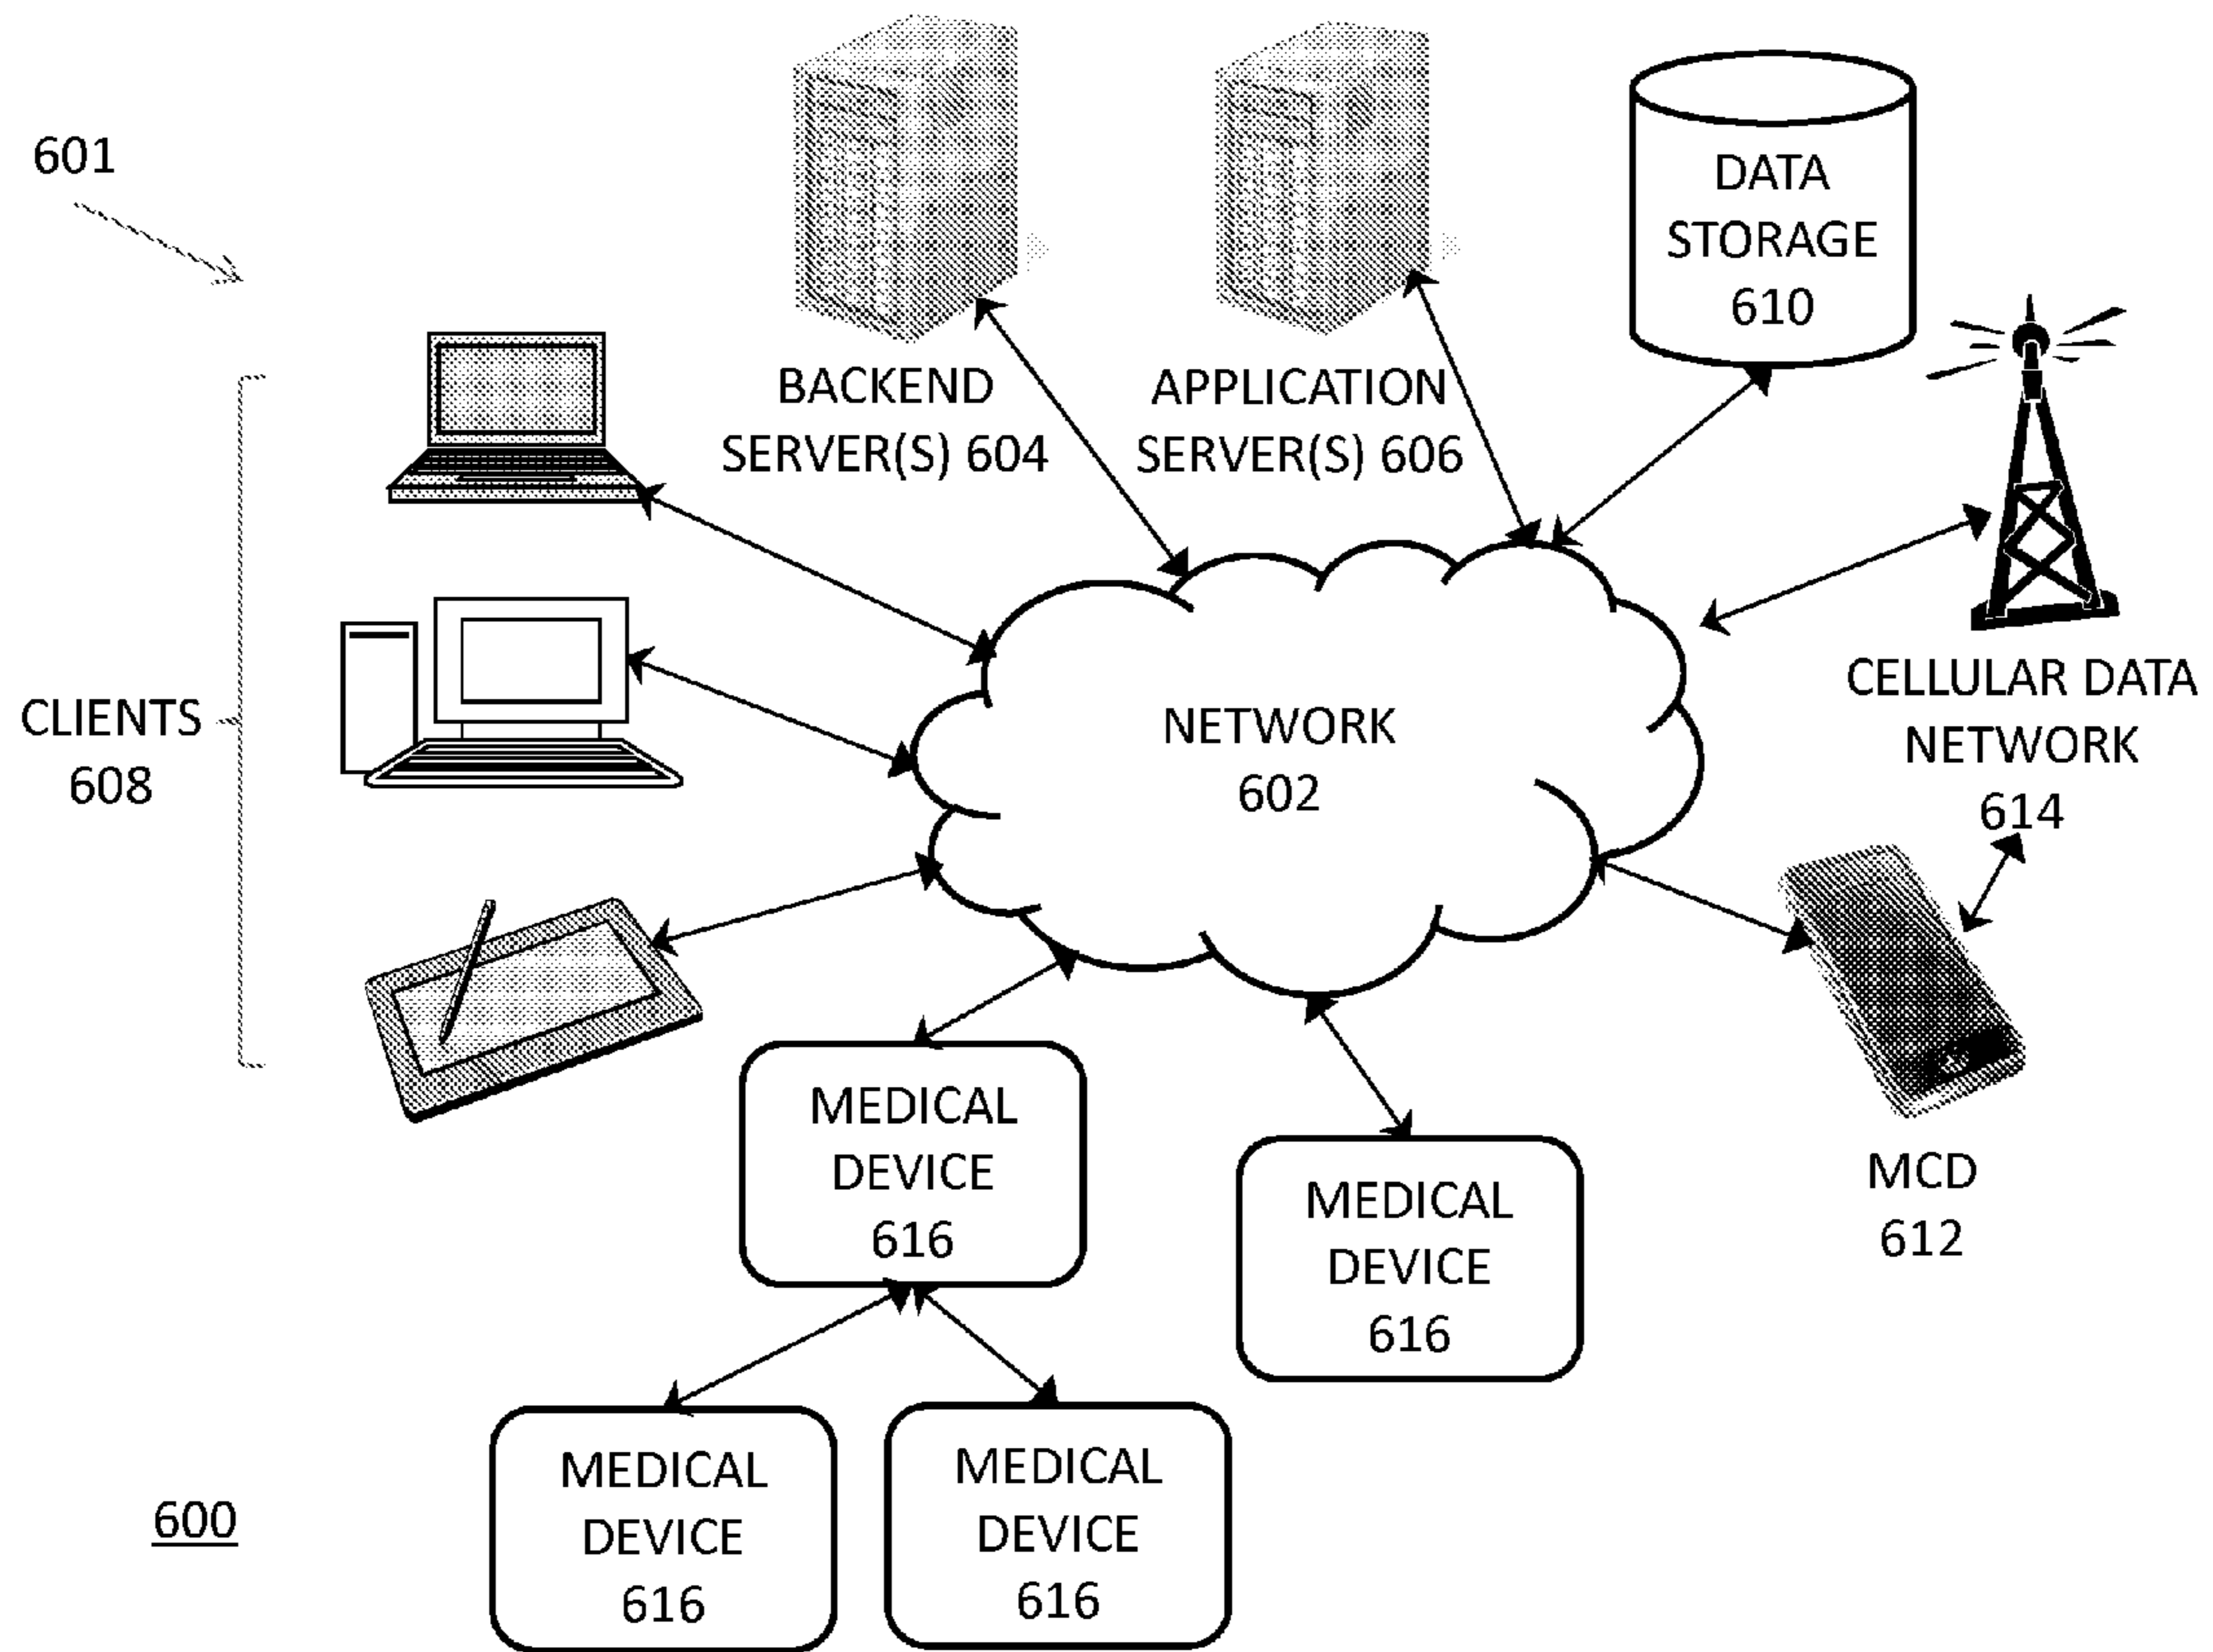 601
BACKEND
SERVER(S) 604
APPLICATION
SERVER(S) 606
DATA
STORAGE
610
CLIENTS
608
NETWORK
602
CELLULAR DATA
NETWORK
614
MCD
612
MEDICAL
DEVICE
616
MEDICAL
DEVICE
616
MEDICAL
DEVICE
616
MEDICAL
DEVICE
616
600